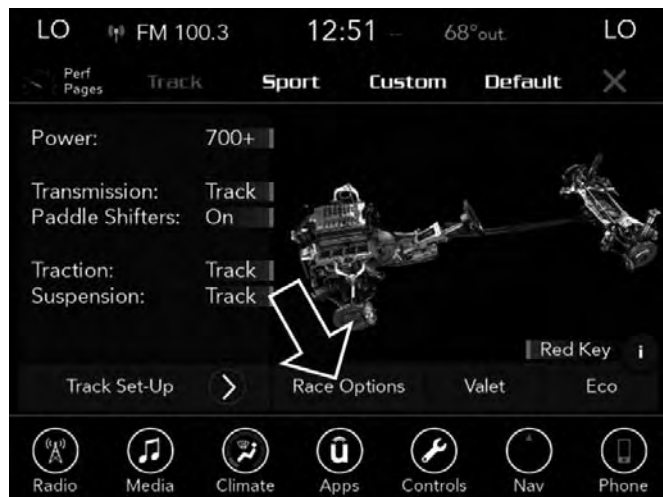 LO FM 100.3 12:51 -- 68°out. LO
Perf Pages Track Sport Custom Default X
Power: 700+
Transmission: Track
Paddle Shifters: On
Traction: Track
Suspension: Track
Red Key i
Track Set-Up > Race Options Valet Eco
Radio Media Climate Apps Controls Nav Phone